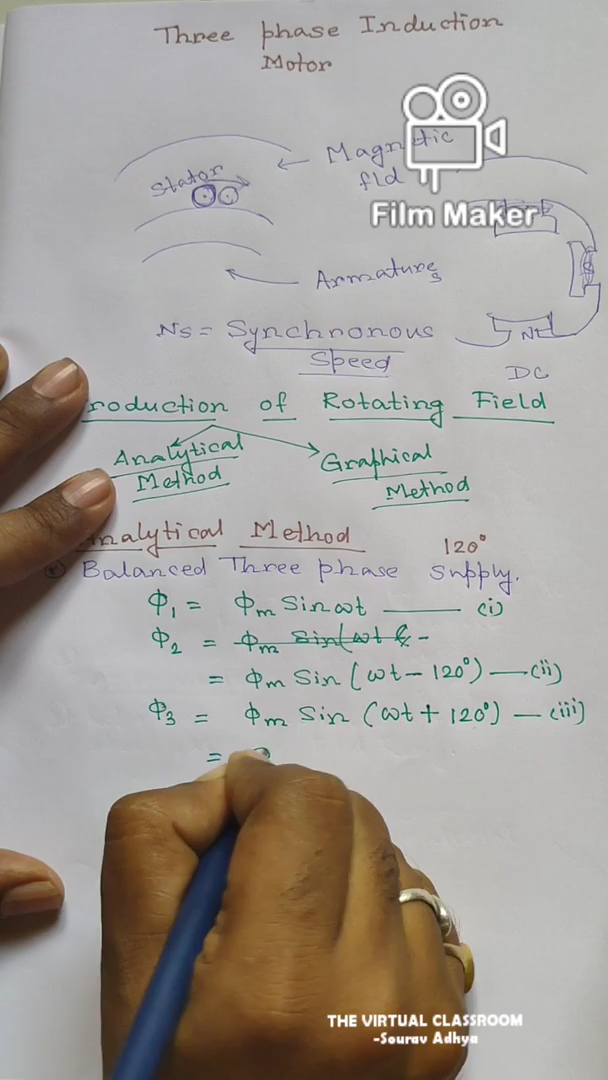 Three phase Induction
Motor
Magnetic
fld
Stator
Film Maker
Armature
Ns = Synchronous
Speed
N
DC
roduction of Rotating Field
Analytical
Method
Graphical
Method
Analytical Method
120°
Balanced Three phase Supply.
Φ₁ = Φm Sin ωt —— (i)
Φ₂ = Φm Sin(ωt
= Φm Sin (ωt - 120°) — (ii)
Φ₃ = Φm Sin (ωt + 120°) — (iii)
=
THE VIRTUAL CLASSROOM
-Sourav Adhya